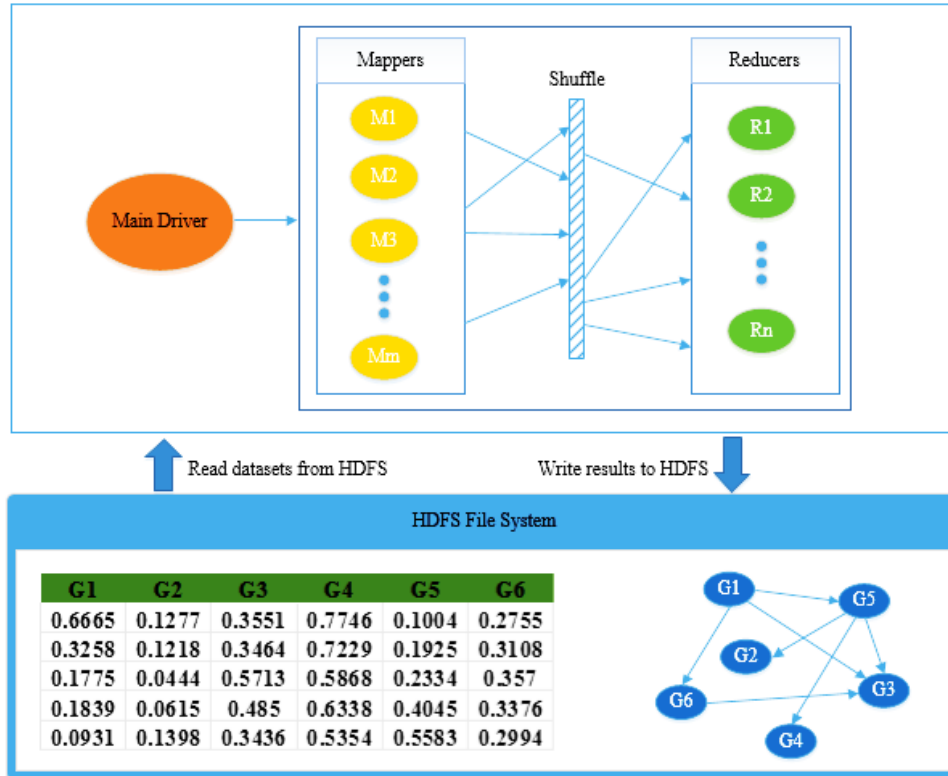 Mappers
Shuffle
Reducers
M1
M2
M3
Mm
Main Driver
R1
R2
Rn
Read datasets from HDFS
Write results to HDFS
HDFS File System
G1 G2 G3 G4 G5 G6
0.6665 0.1277 0.3551 0.7746 0.1004 0.2755
0.3258 0.1218 0.3464 0.7229 0.1925 0.3108
0.1775 0.0444 0.5713 0.5868 0.2334 0.357
0.1839 0.0615 0.485 0.6338 0.4045 0.3376
0.0931 0.1398 0.3436 0.5354 0.5583 0.2994
G1
G5
G2
G6
G3
G4